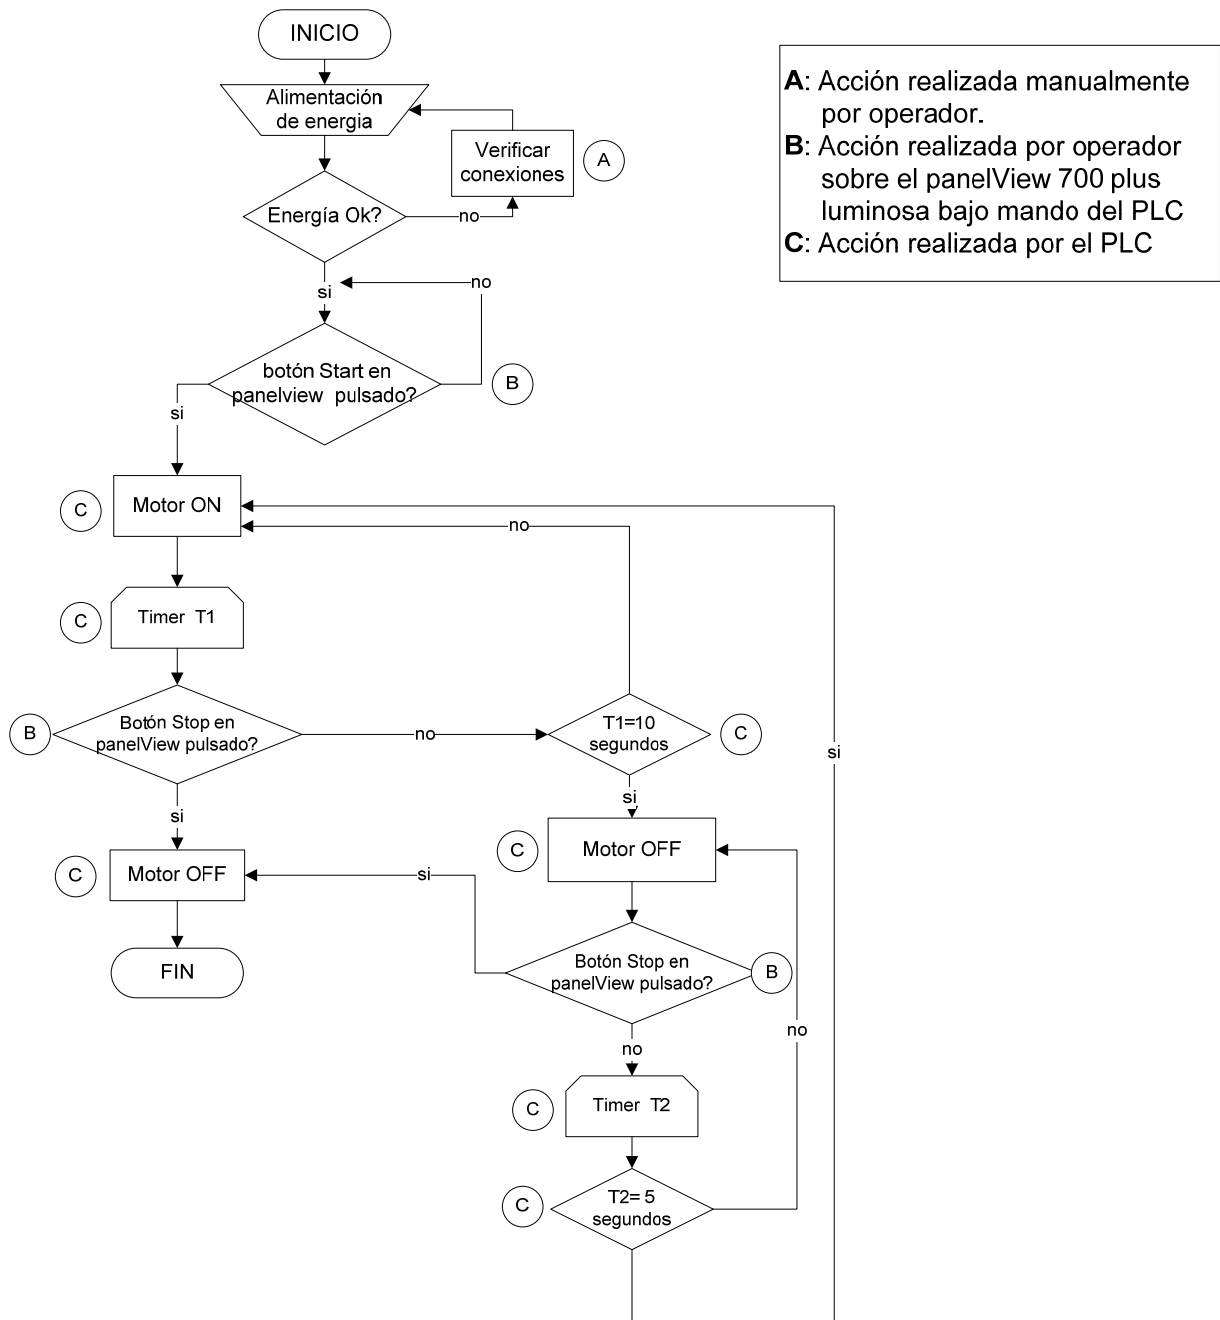 INICIO
Alimentación
de energia
Verificar
conexiones
A
Energía Ok?
no
si
no
botón Start en
panelview pulsado?
B
si
A: Acción realizada manualmente
por operador.
B: Acción realizada por operador
sobre el panelView 700 plus
luminosa bajo mando del PLC
C: Acción realizada por el PLC
C
Motor ON
no
C
Timer T1
B
Botón Stop en
panelView pulsado?
no
T1=10
segundos
C
si
si
si
C
Motor OFF
si
C
Motor OFF
FIN
Botón Stop en
panelView pulsado?
B
no
no
C
Timer T2
C
T2= 5
segundos